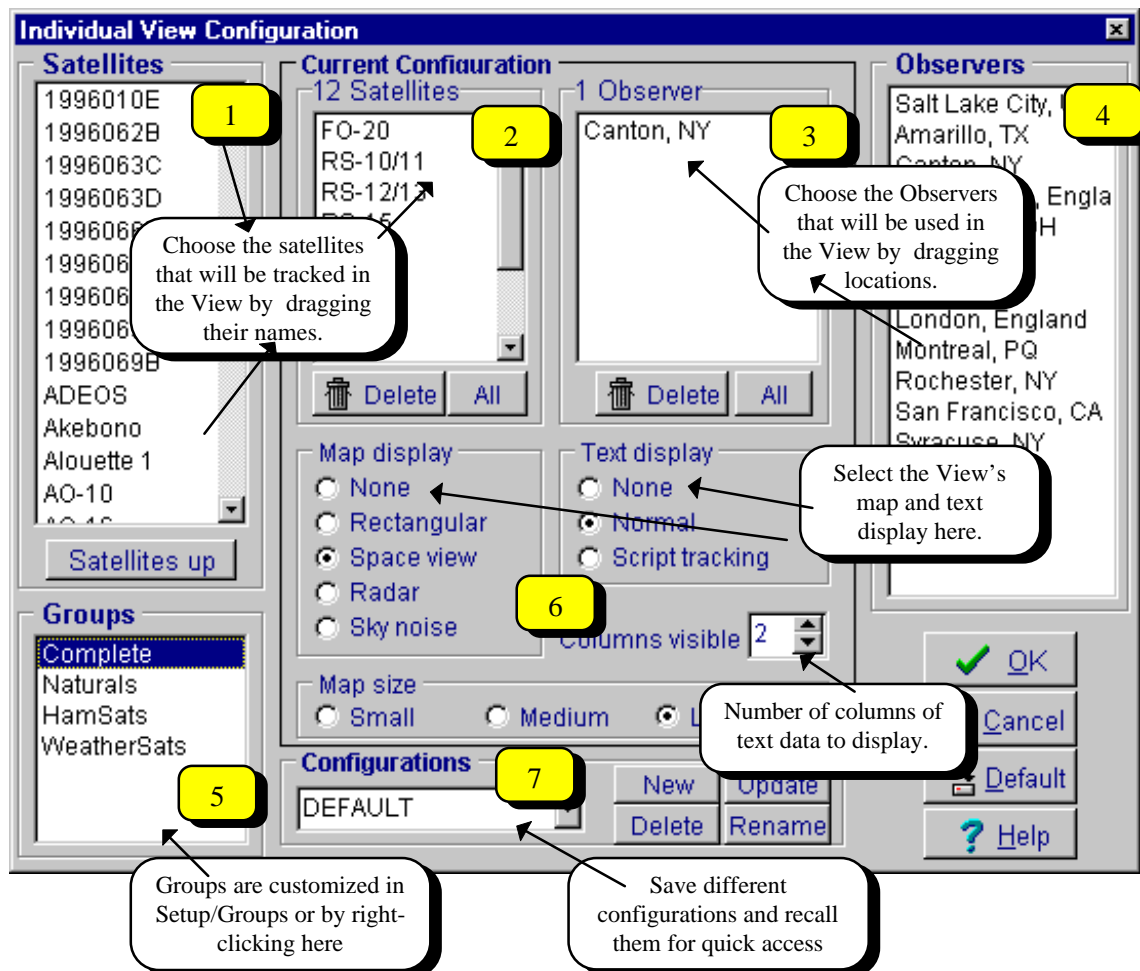 Individual View Configuration
Satellites
1996010E
1996062B
1996063C
1996063D
1996069B
ADEOS
Akebono
Alouette 1
AO-10
Satellites up
1
Choose the satellites
that will be tracked in
the View by dragging
their names.
Groups
Complete
Naturals
HamSats
WeatherSats
5
Groups are customized in
Setup/Groups or by right-
clicking here
Current Configuration
12 Satellites
FO-20
RS-10/11
RS-12/13
2
Delete
All
1 Observer
Canton, NY
3
Delete
All
Choose the Observers
that will be used in
the View by dragging
locations.
Map display
None
Rectangular
Space view
Radar
Sky noise
Text display
None
Normal
Script tracking
6
Columns visible 2
Select the View's
map and text
display here.
Map size
Small
Medium
Number of columns of
text data to display.
Configurations
DEFAULT
7
New
Update
Delete
Rename
Save different
configurations and recall
them for quick access
Observers
Salt Lake City,
4
Amarillo, TX
Canton, NY
London, England
Montreal, PQ
Rochester, NY
San Francisco, CA
Syracuse, NY
OK
Cancel
Default
Help